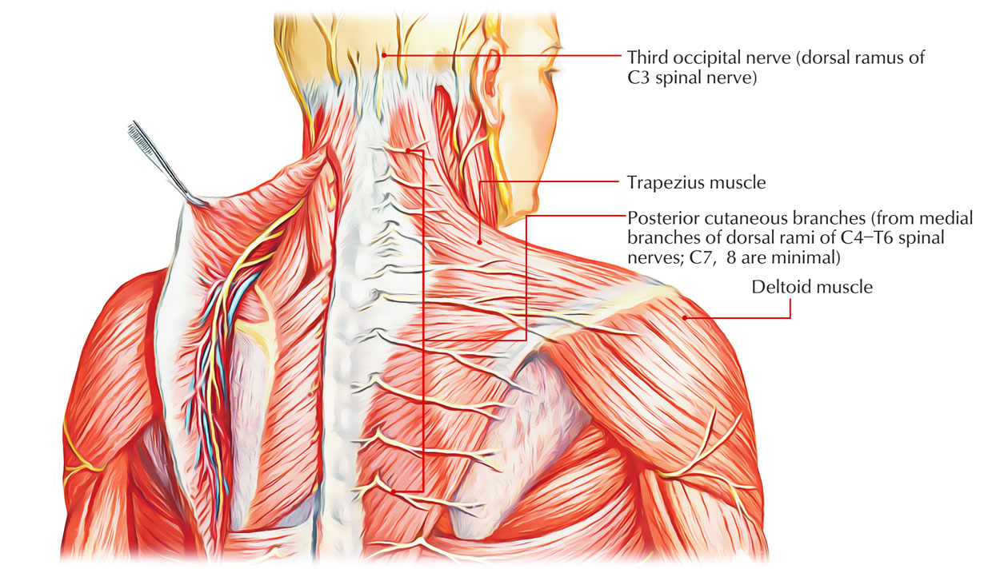 Third occipital nerve (dorsal ramus of
C3 spinal nerve)
Trapezius muscle
Posterior cutaneous branches (from medial
branches of dorsal rami of C4–T6 spinal
nerves; C7, 8 are minimal)
Deltoid muscle